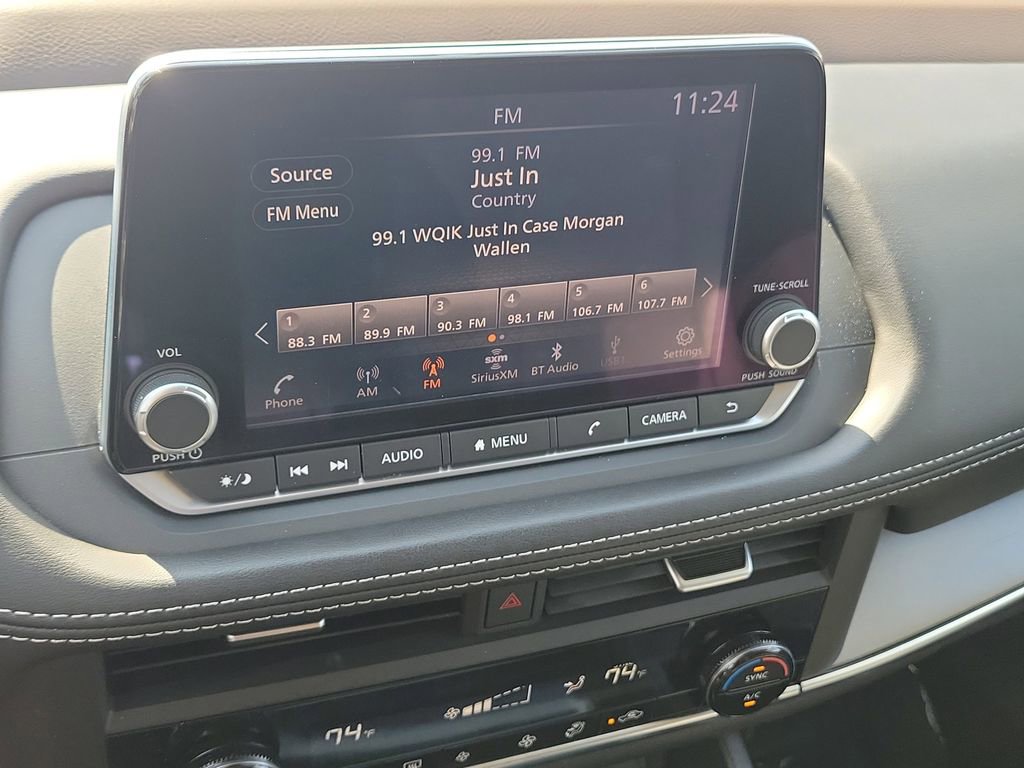 FM
11:24
99.1 FM
Source
Just In
Country
FM Menu
99.1 WQIK Just In Case Morgan
Wallen
1
88.3 FM
2
89.9 FM
3
90.3 FM
4
98.1 FM
5
106.7 FM
6
107.7 FM
Phone
AM
FM
sxm
SiriusXM
BT Audio
USB1
Settings
VOL
PUSH
TUNE·SCROLL
PUSH SOUND
AUDIO
MENU
CAMERA
74°F
74°F
SYNC
A/C